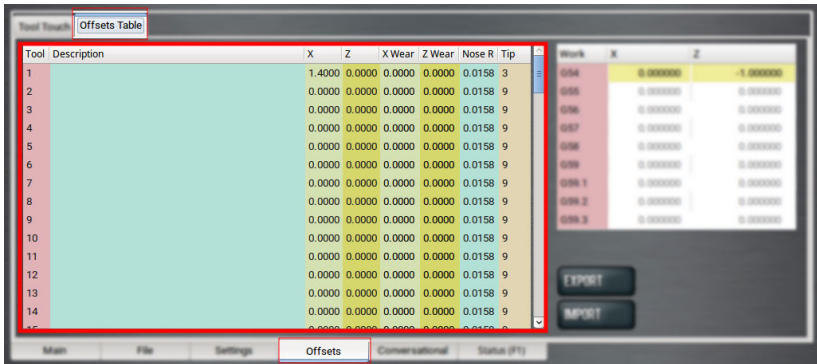 Tool Touch Offsets Table
Tool Description X Z X Wear Z Wear Nose R Tip
1 1.4000 0.0000 0.0000 0.0000 0.0158 3
2 0.0000 0.0000 0.0000 0.0000 0.0158 9
3 0.0000 0.0000 0.0000 0.0000 0.0158 9
4 0.0000 0.0000 0.0000 0.0000 0.0158 9
5 0.0000 0.0000 0.0000 0.0000 0.0158 9
6 0.0000 0.0000 0.0000 0.0000 0.0158 9
7 0.0000 0.0000 0.0000 0.0000 0.0158 9
8 0.0000 0.0000 0.0000 0.0000 0.0158 9
9 0.0000 0.0000 0.0000 0.0000 0.0158 9
10 0.0000 0.0000 0.0000 0.0000 0.0158 9
11 0.0000 0.0000 0.0000 0.0000 0.0158 9
12 0.0000 0.0000 0.0000 0.0000 0.0158 9
13 0.0000 0.0000 0.0000 0.0000 0.0158 9
14 0.0000 0.0000 0.0000 0.0000 0.0158 9
15 0.0000 0.0000 0.0000 0.0000 0.0158 9
Work X Z
G54 0.000000 -1.000000
G55 0.000000 0.000000
G56 0.000000 0.000000
G57 0.000000 0.000000
G58 0.000000 0.000000
G59 0.000000 0.000000
G59.1 0.000000 0.000000
G59.2 0.000000 0.000000
G59.3 0.000000 0.000000
EXPORT
IMPORT
Main File Settings Offsets Conversational Status (F1)